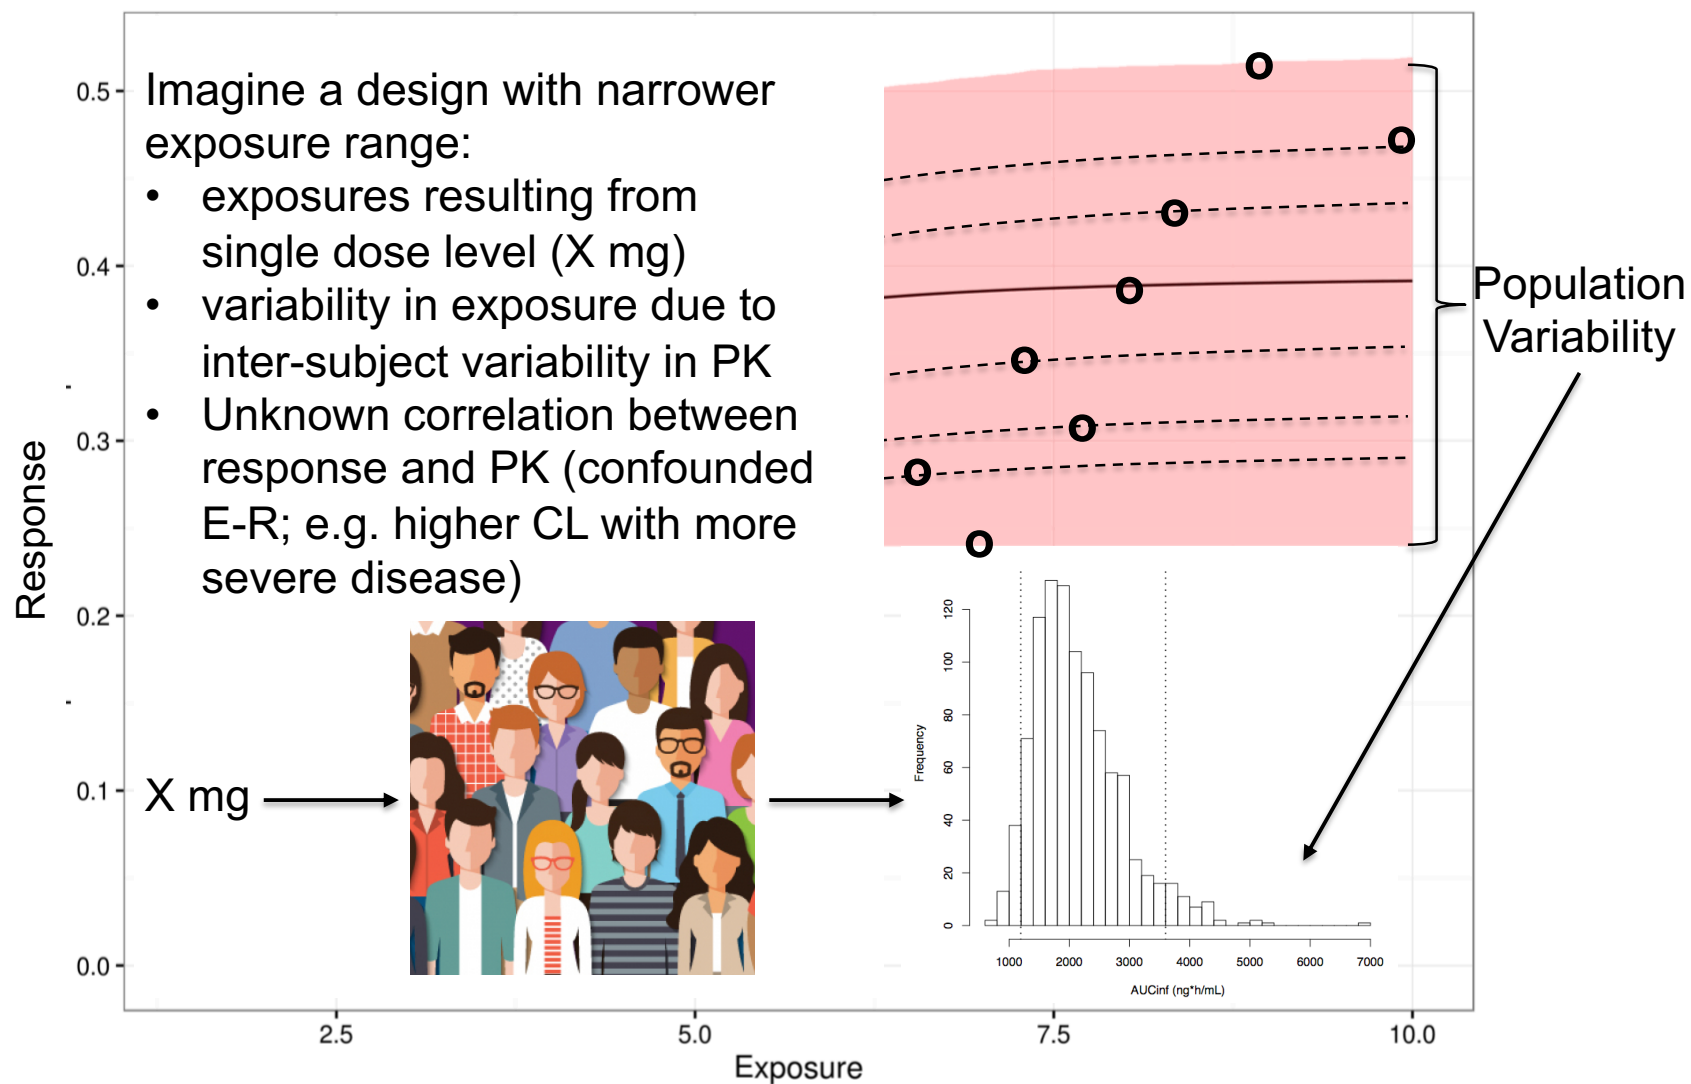 Imagine a design with narrower
exposure range:
• exposures resulting from
single dose level (X mg)
• variability in exposure due to
inter-subject variability in PK
• Unknown correlation between
response and PK (confounded
E-R; e.g. higher CL with more
severe disease)
Response
0.5
0.4
0.3
0.2
0.1
0.0
o
o
o
o
o
o
o
o
Population
Variability
X mg
Frequency
120
100
80
60
40
20
0
1000 2000 3000 4000 5000 6000 7000
AUCinf (ng*h/mL)
2.5 5.0 7.5 10.0
Exposure